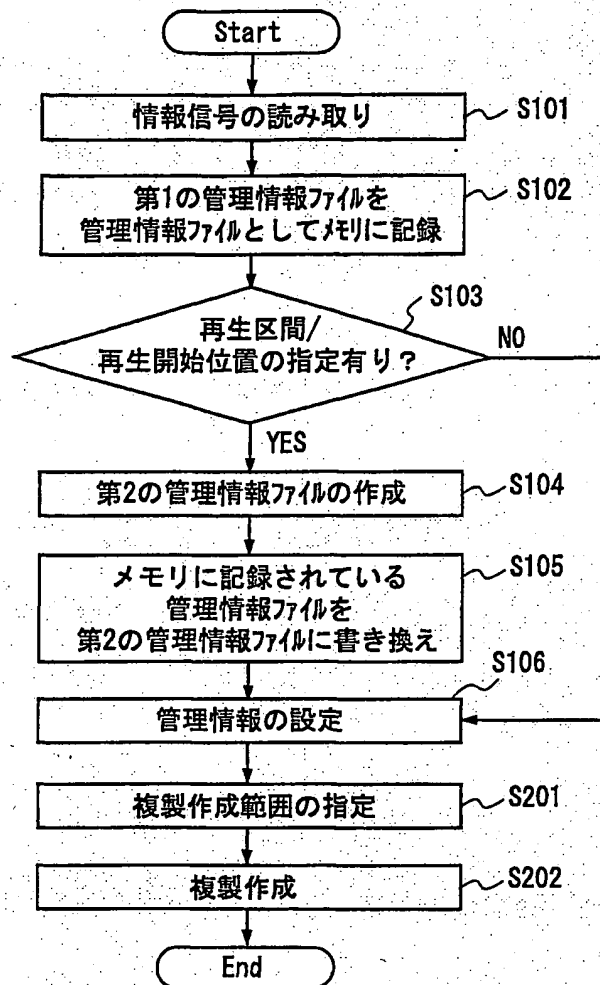 Start
情報信号の読み取り
S101
第1の管理情報ファイルを
管理情報ファイルとしてメモリに記録
S102
再生区間/
再生開始位置の指定有り?
S103
NO
YES
第2の管理情報ファイルの作成
S104
メモリに記録されている
管理情報ファイルを
第2の管理情報ファイルに書き換え
S105
管理情報の設定
S106
複製作成範囲の指定
S201
複製作成
S202
End